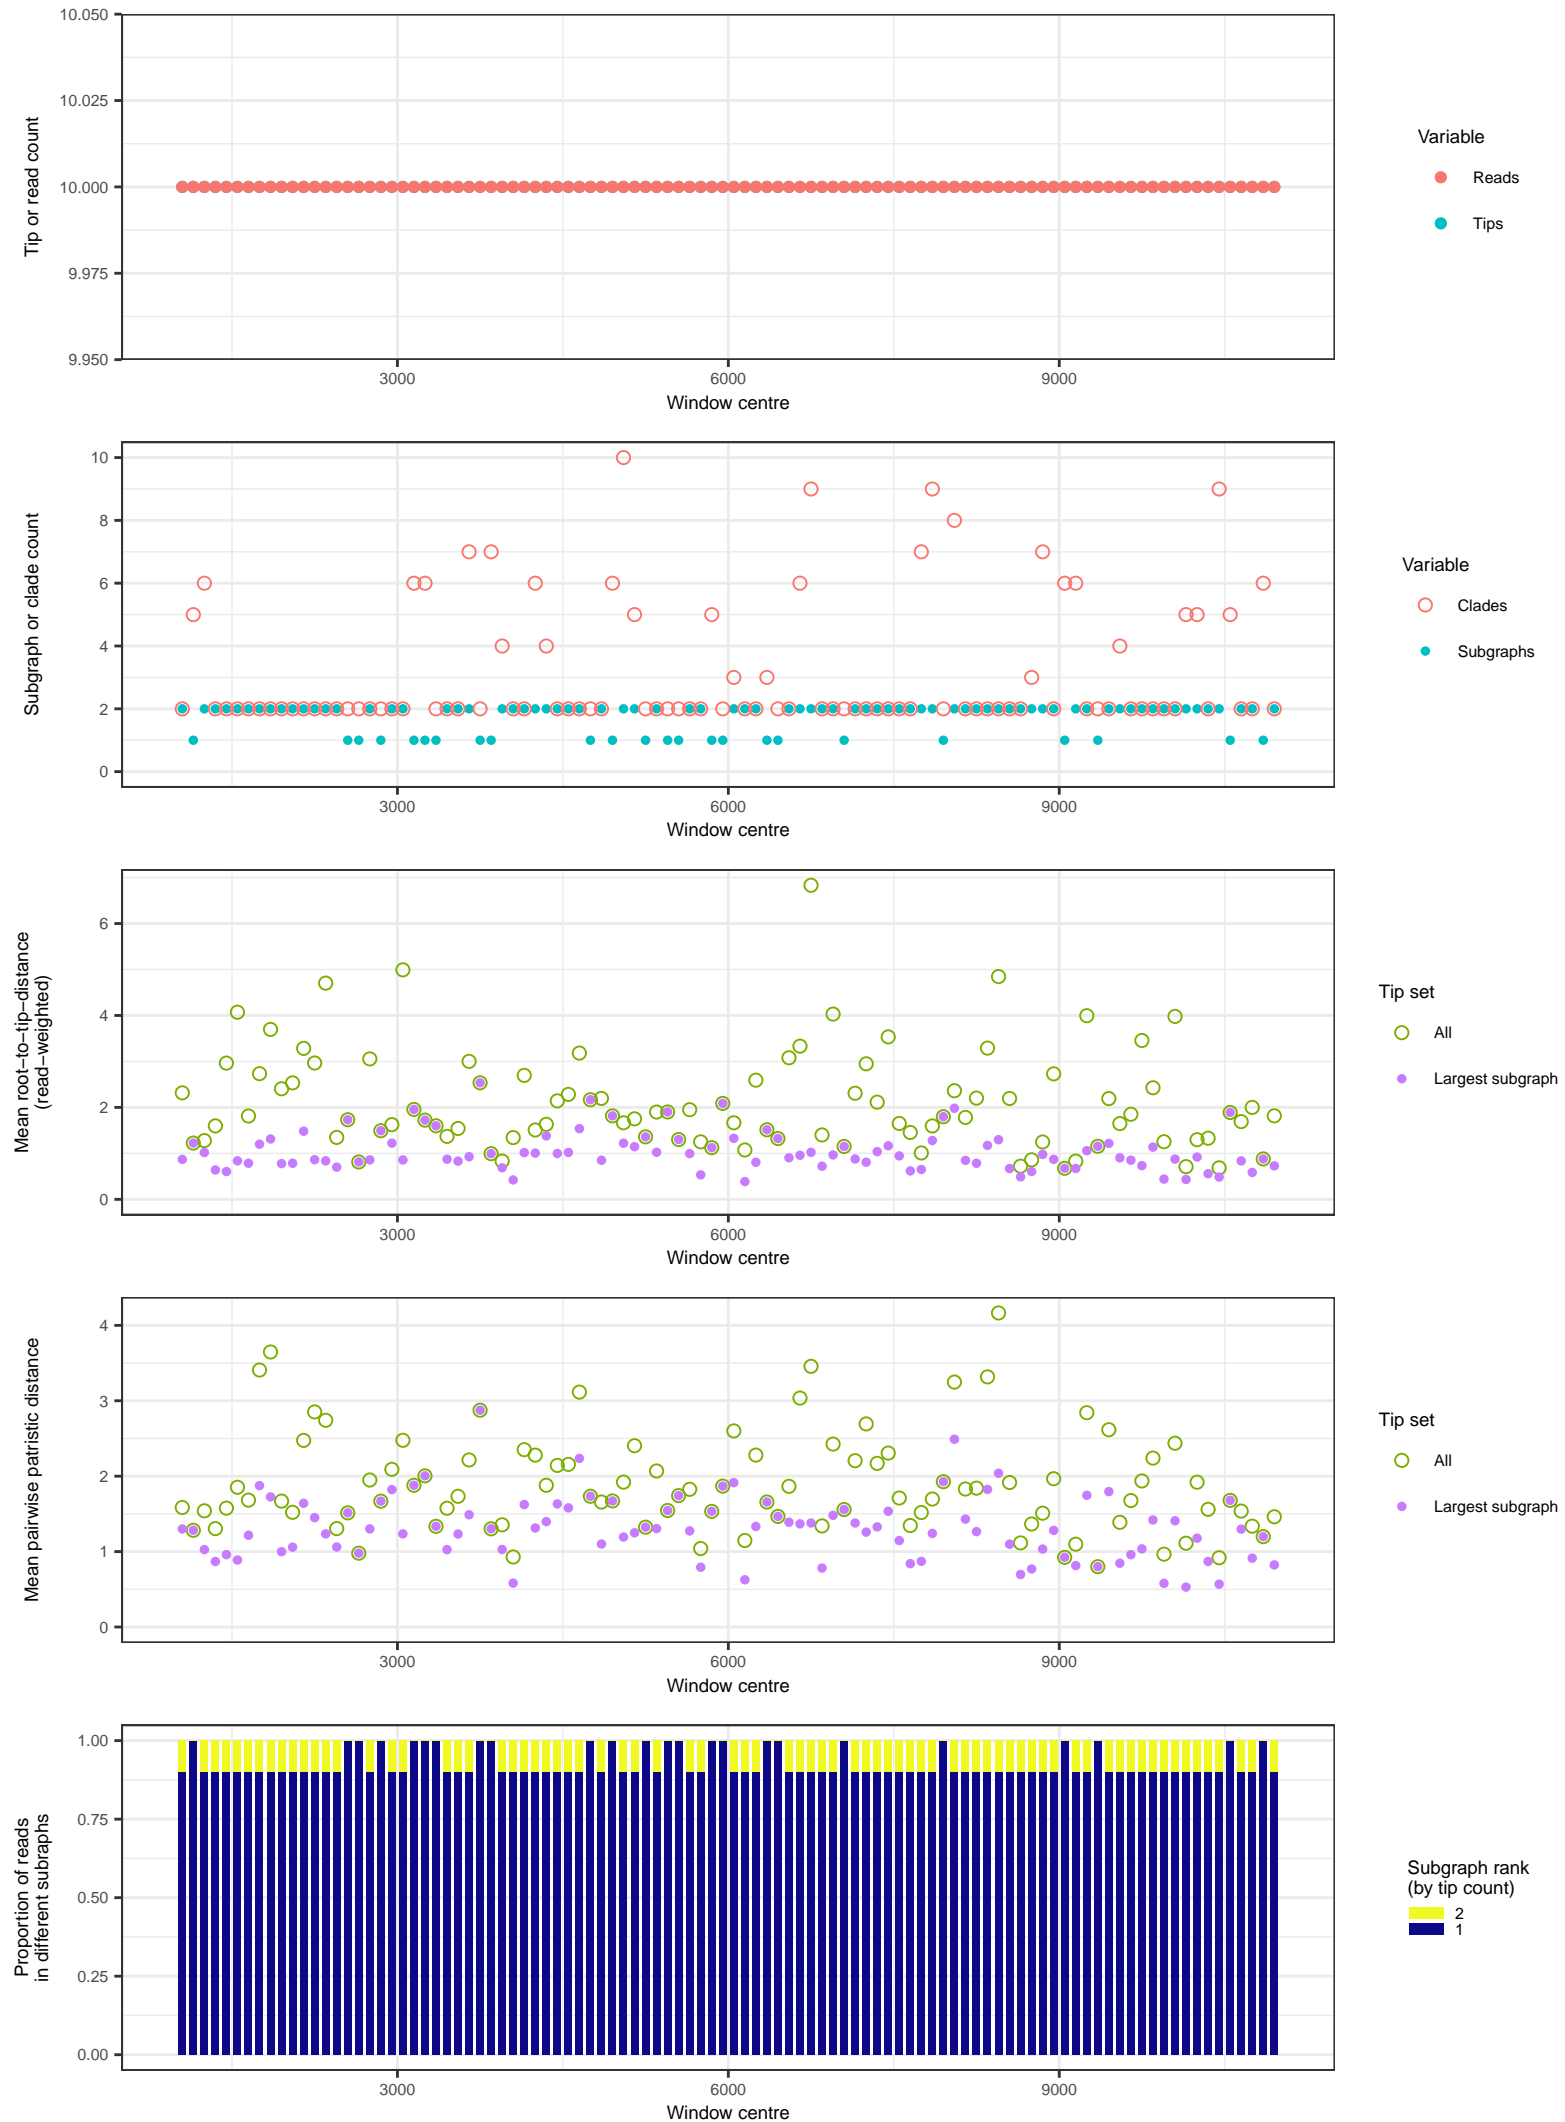 10.050
10.025
10.000
9.975
9.950
Tip or read count
3000
6000
9000
Window centre
Variable
Reads
Tips
10
8
6
4
2
0
Subgraph or clade count
3000
6000
9000
Window centre
Variable
Clades
Subgraphs
6
4
2
0
Mean root−to−tip−distance
(read−weighted)
3000
6000
9000
Window centre
Tip set
All
Largest subgraph
4
3
2
1
0
Mean pairwise patristic distance
3000
6000
9000
Window centre
Tip set
All
Largest subgraph
1.00
0.75
0.50
0.25
0.00
Proportion of reads
in different subraphs
3000
6000
9000
Window centre
Subgraph rank
(by tip count)
2
1